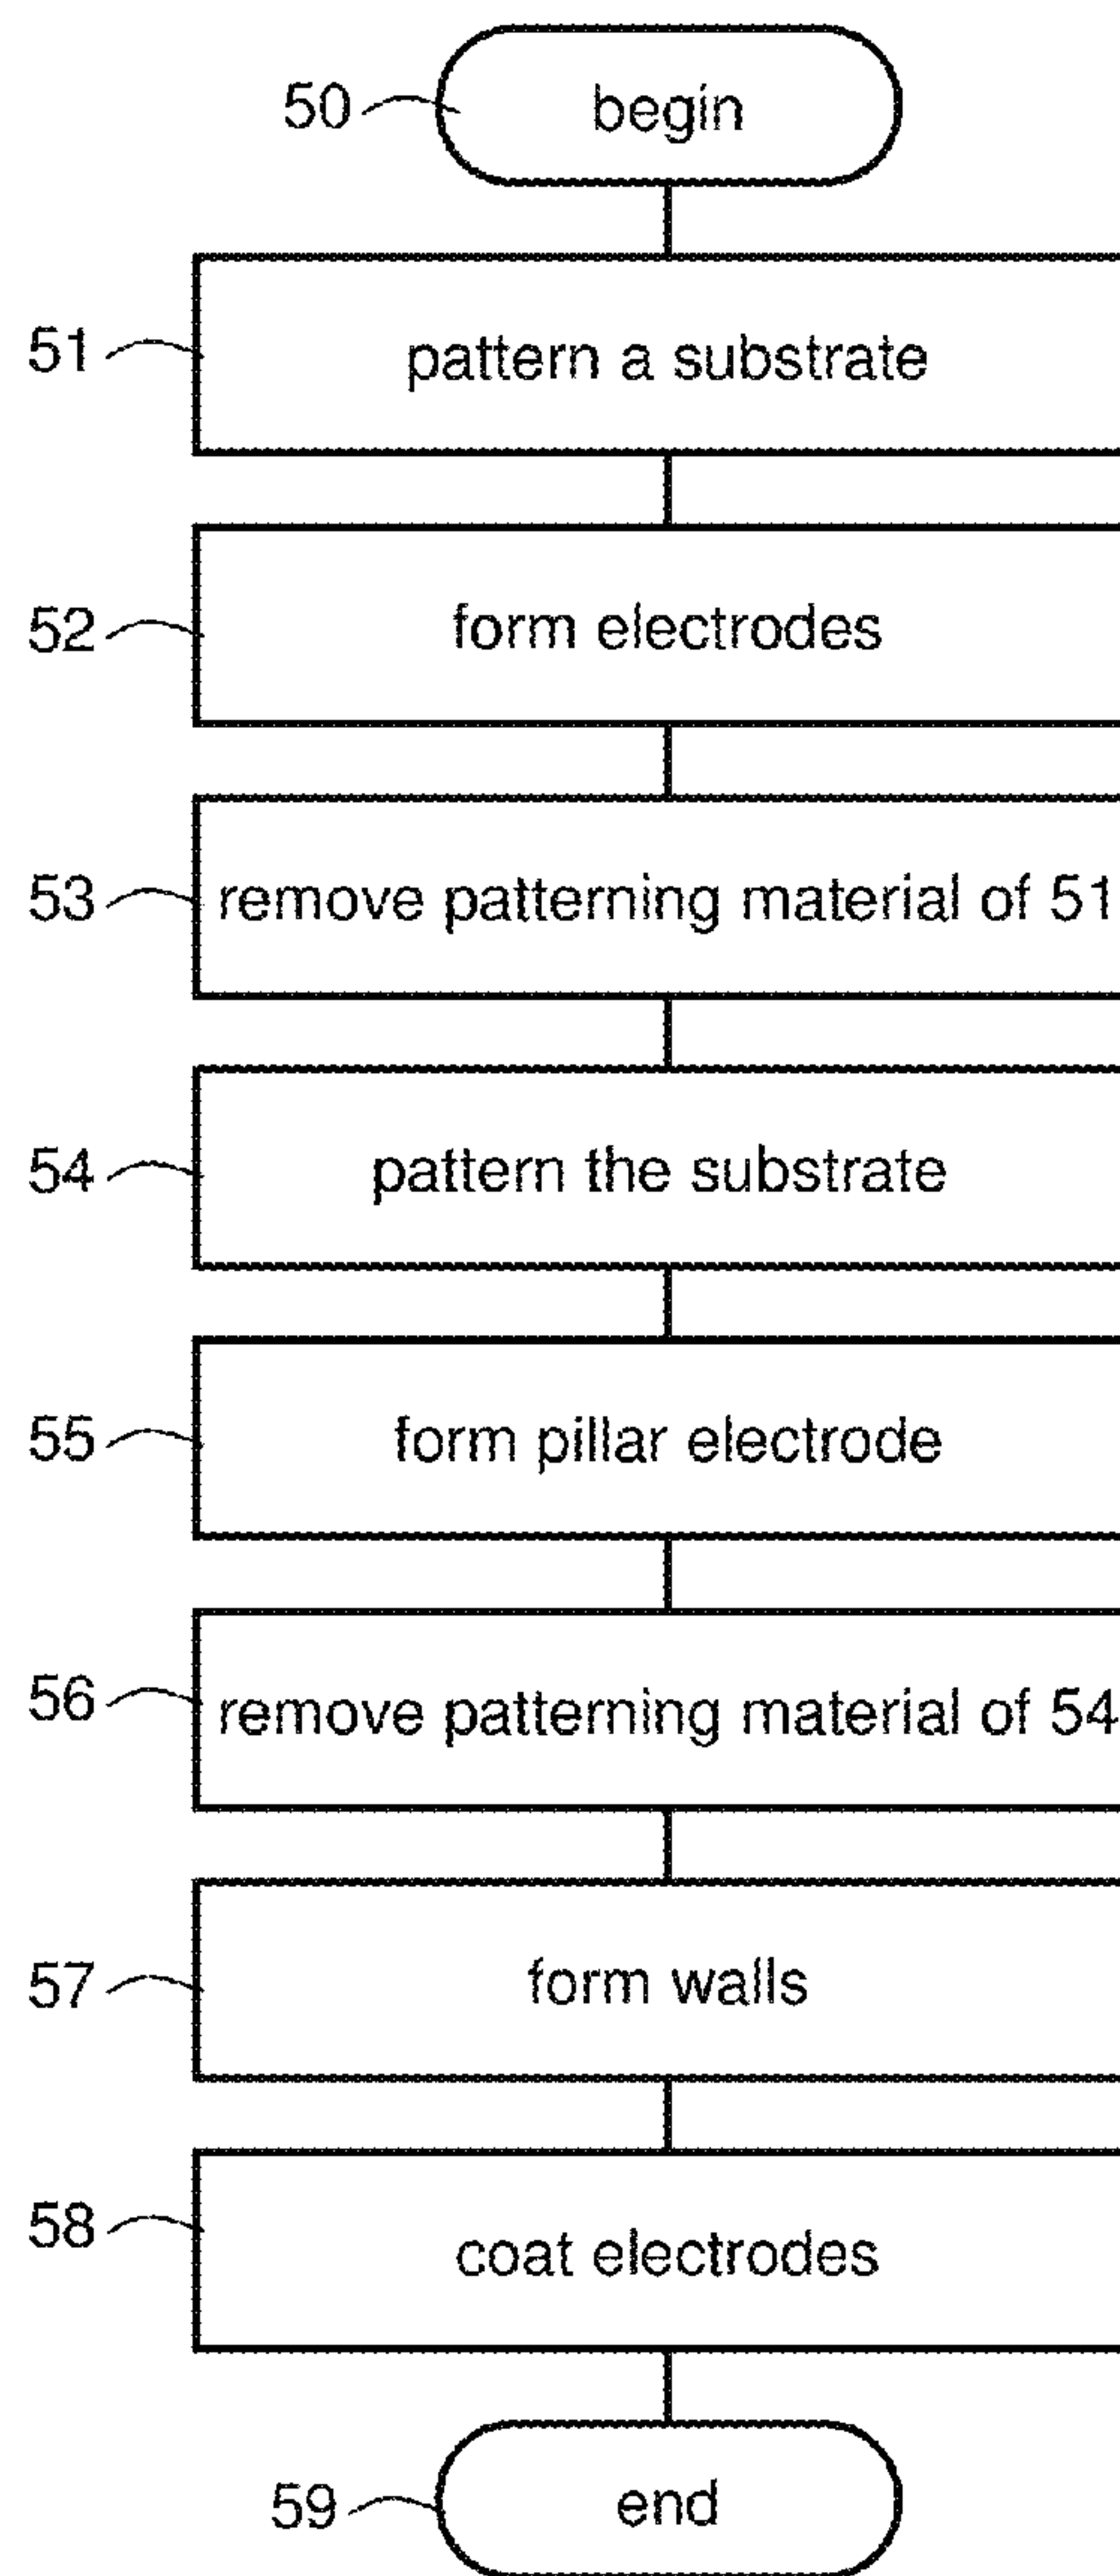 50 begin
51 pattern a substrate
52 form electrodes
53 remove patterning material of 51
54 pattern the substrate
55 form pillar electrode
56 remove patterning material of 54
57 form walls
58 coat electrodes
59 end